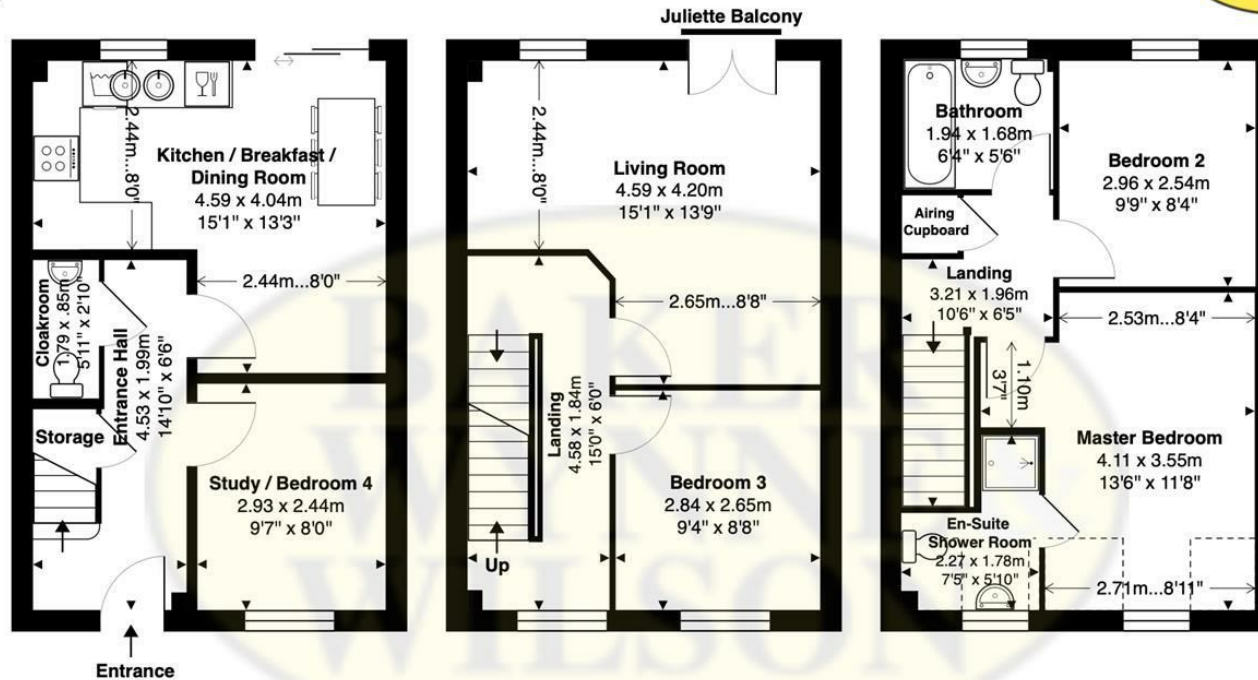 Juliette Balcony
Kitchen / Breakfast /
Dining Room
4.59 x 4.04m
15'1" x 13'3"
2.44m...8'0"
2.44m...8'0"
Cloakroom
1.79 x .85m
5'11" x 2'10"
Entrance Hall
4.53 x 1.99m
14'10" x 6'6"
Storage
Study / Bedroom 4
2.93 x 2.44m
9'7" x 8'0"
Entrance
Living Room
4.59 x 4.20m
15'1" x 13'9"
2.44m...8'0"
2.65m...8'8"
Landing
4.58 x 1.84m
15'0" x 6'0"
Up
Bedroom 3
2.84 x 2.65m
9'4" x 8'8"
Bathroom
1.94 x 1.68m
6'4" x 5'6"
Bedroom 2
2.96 x 2.54m
9'9" x 8'4"
Airing
Cupboard
Landing
3.21 x 1.96m
10'6" x 6'5"
2.53m...8'4"
1.10m
3'7"
Master Bedroom
4.11 x 3.55m
13'6" x 11'8"
En-Suite
Shower Room
2.27 x 1.78m
7'5" x 5'10"
2.71m...8'11"
BAKER
WYNNE
WILSON